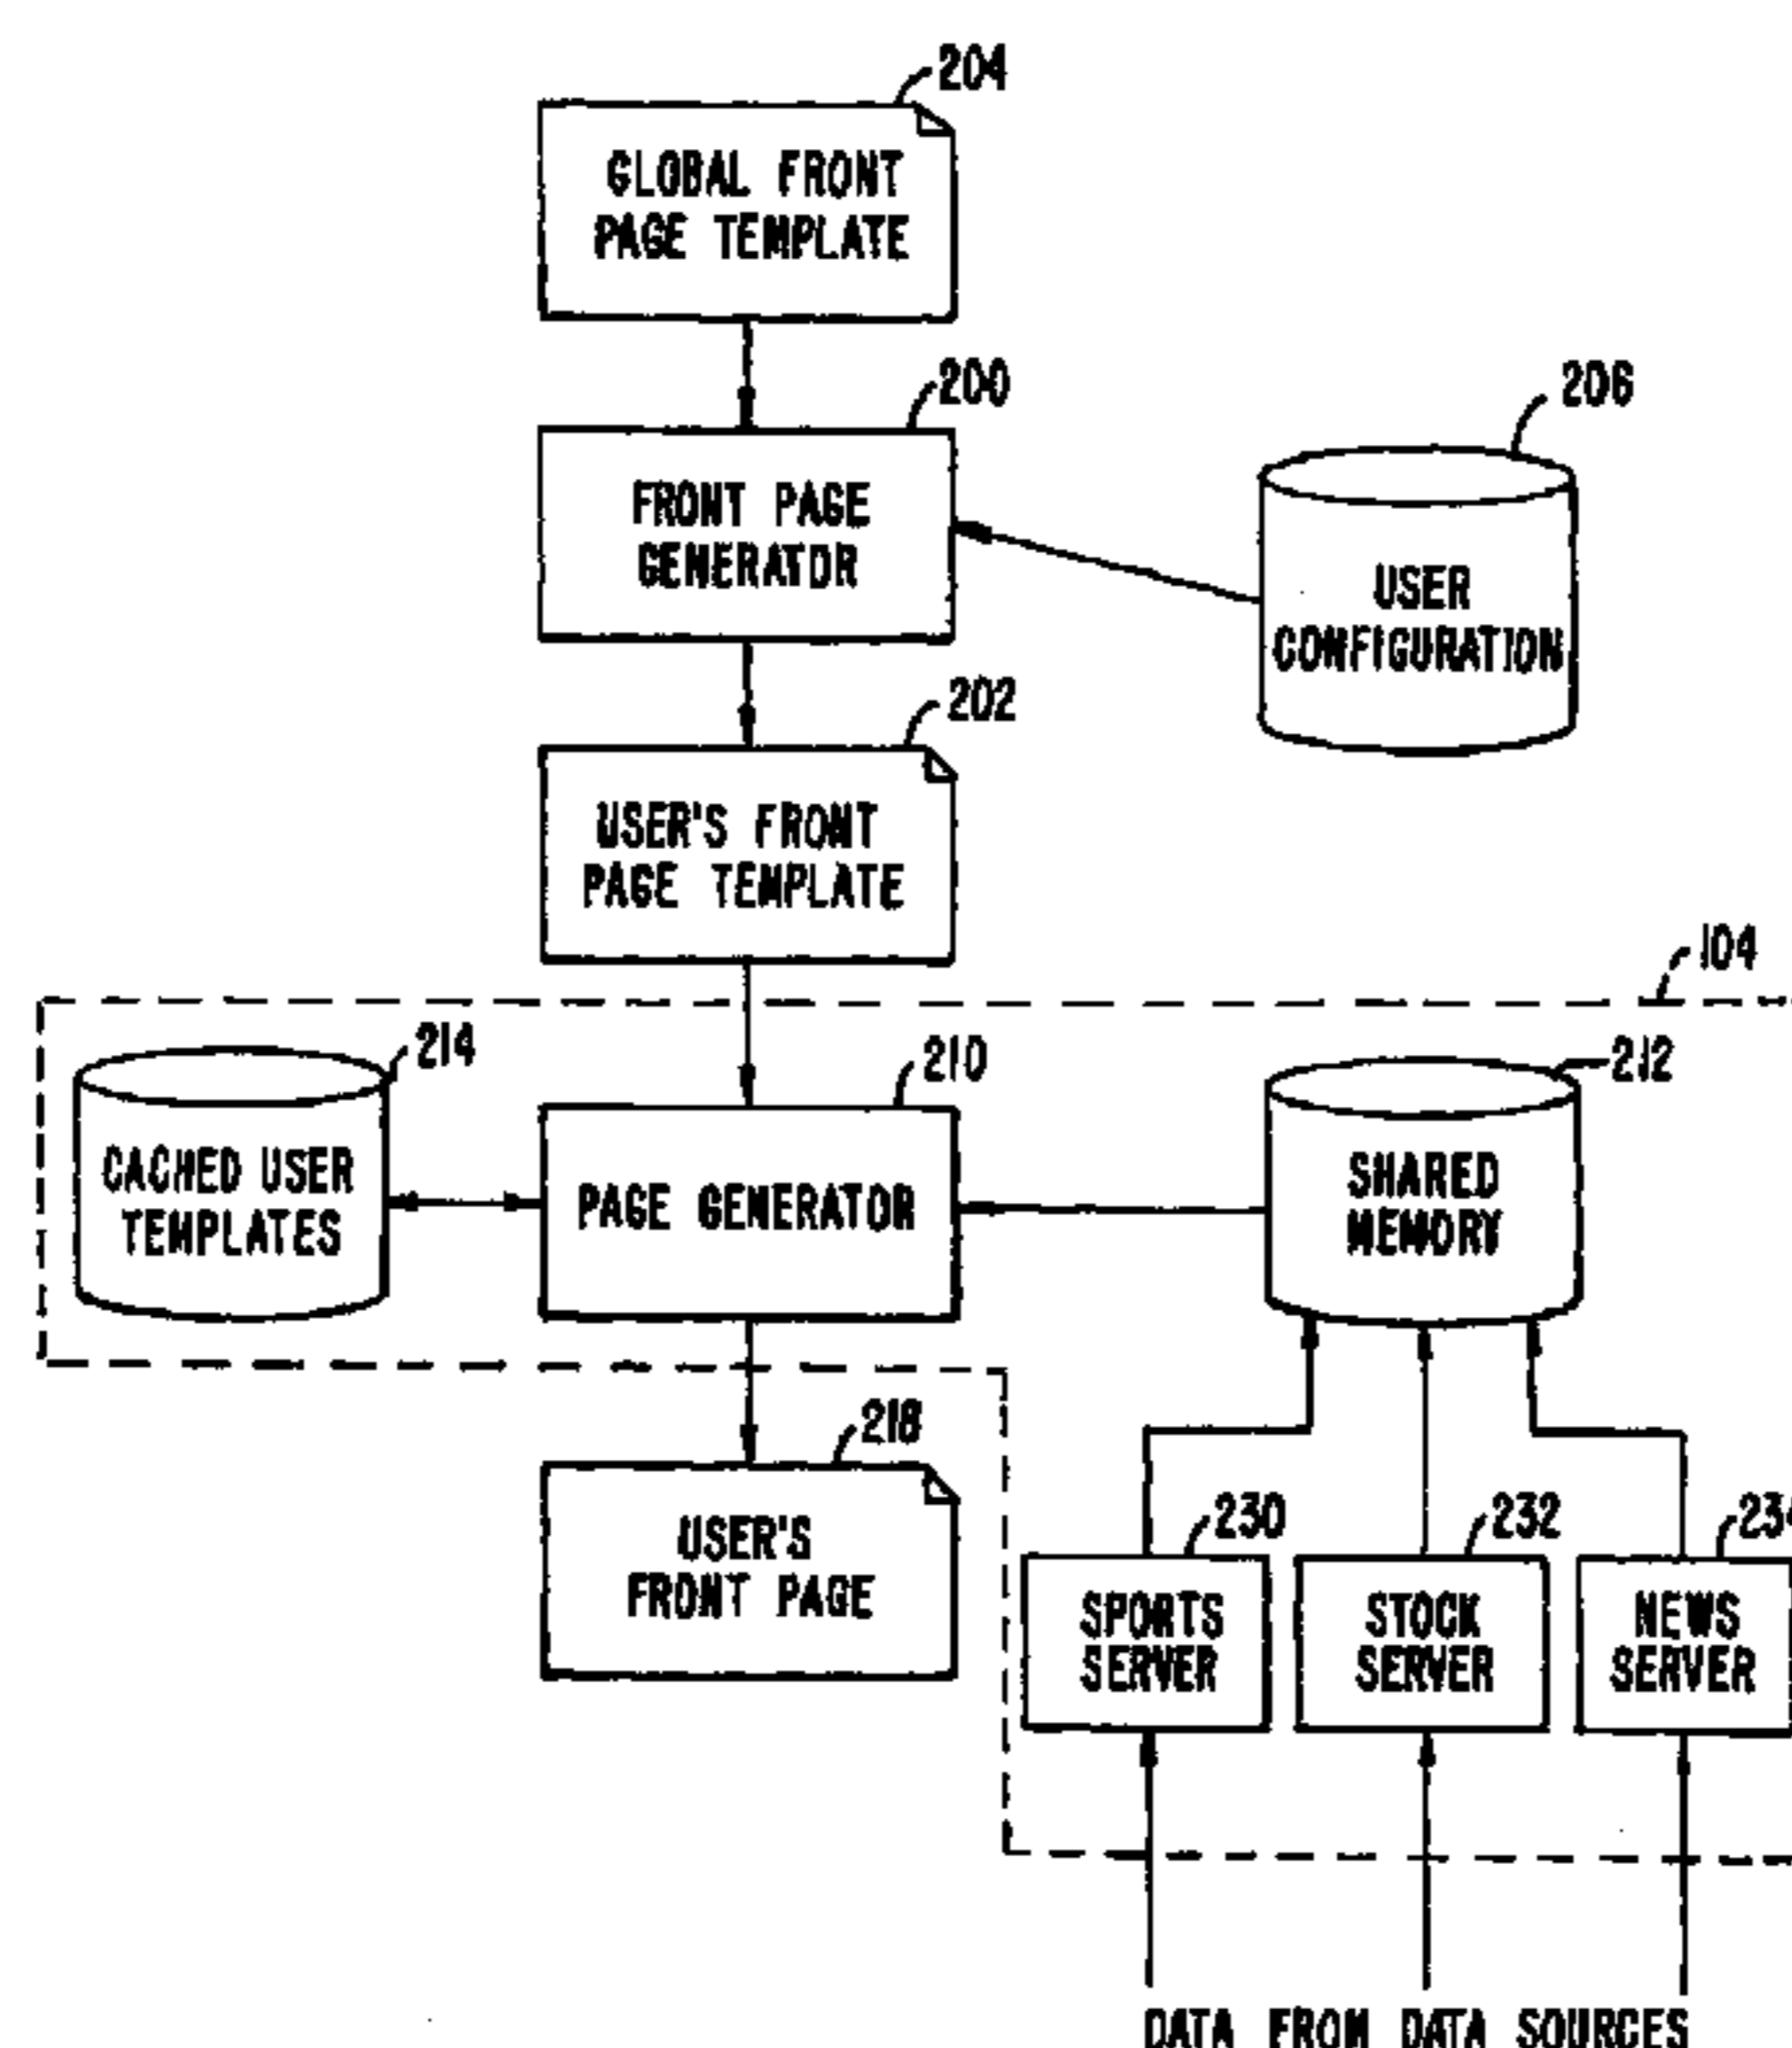 204
GLOBAL FRONT
PAGE TEMPLATE
200
206
FRONT PAGE
GENERATOR
USER
CONFIGURATION
202
USER'S FRONT
PAGE TEMPLATE
104
214
210
212
CACHED USER
TEMPLATES
PAGE GENERATOR
SHARED
MEMORY
218
USER'S
FRONT PAGE
230
232
234
SPORTS
SERVER
STOCK
SERVER
NEWS
SERVER
DATA FROM DATA SOURCES